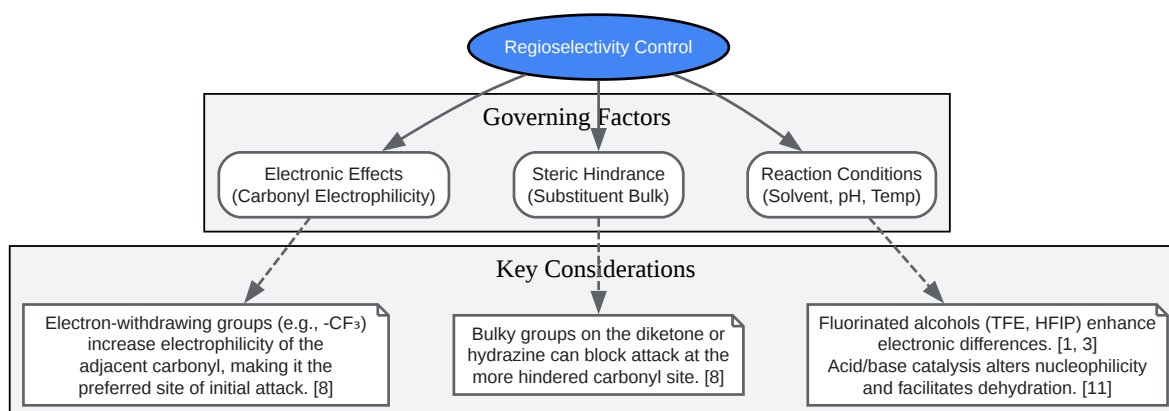 Regioselectivity Control
Governing Factors
Electronic Effects
(Carbonyl Electrophilicity)
Steric Hindrance
(Substituent Bulk)
Reaction Conditions
(Solvent, pH, Temp)
Key Considerations
Electron-withdrawing groups (e.g., -CF₃)
increase electrophilicity of the
adjacent carbonyl, making it the
preferred site of initial attack. [8]
Bulky groups on the diketone or
hydrazine can block attack at the
more hindered carbonyl site. [8]
Fluorinated alcohols (TFE, HFIP) enhance
electronic differences. [1, 3]
Acid/base catalysis alters nucleophilicity
and facilitates dehydration. [11]